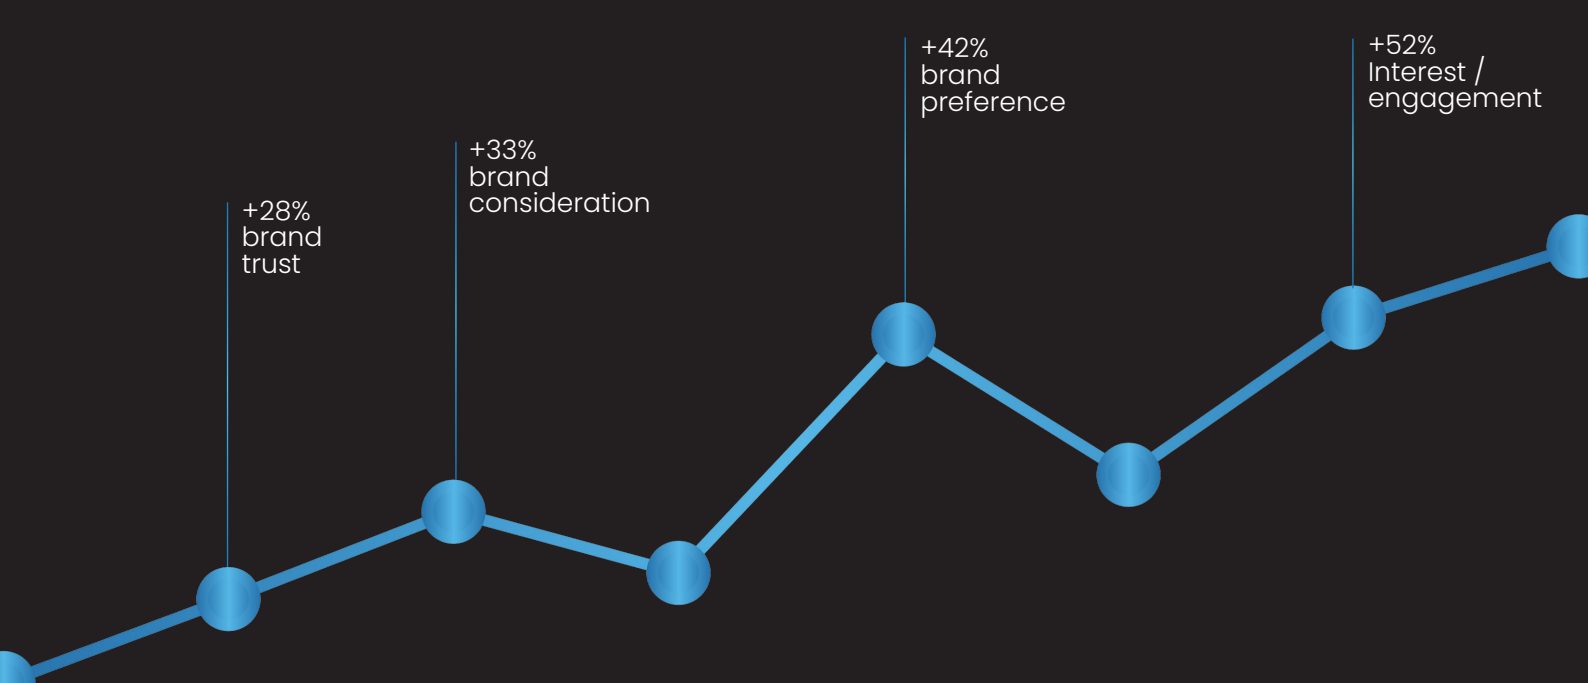 +28%
brand
trust
+33%
brand
consideration
+42%
brand
preference
+52%
Interest /
engagement